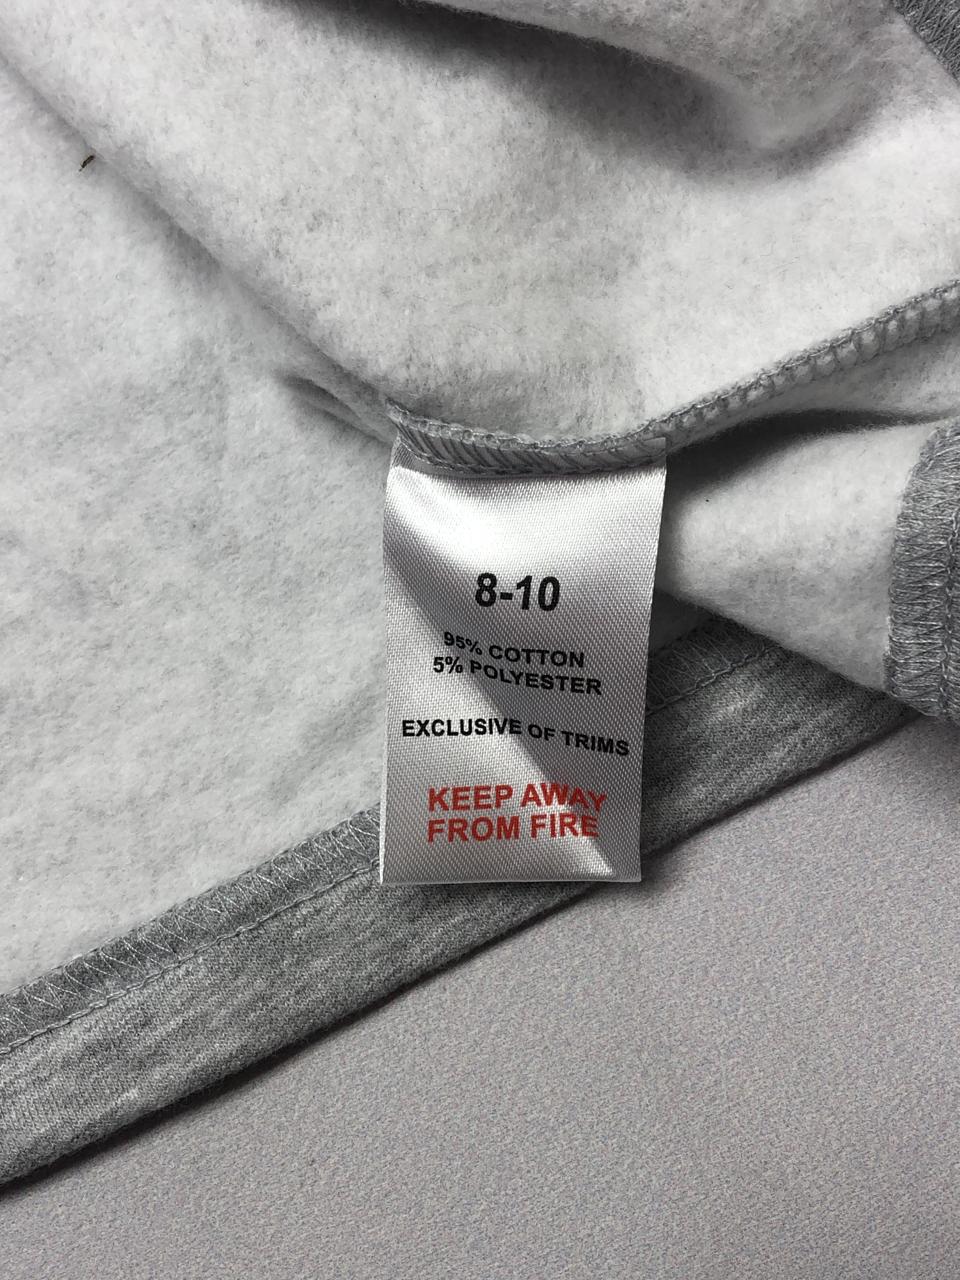 8-10
95% COTTON
5% POLYESTER
EXCLUSIVE OF TRIMS
KEEP AWAY
FROM FIRE